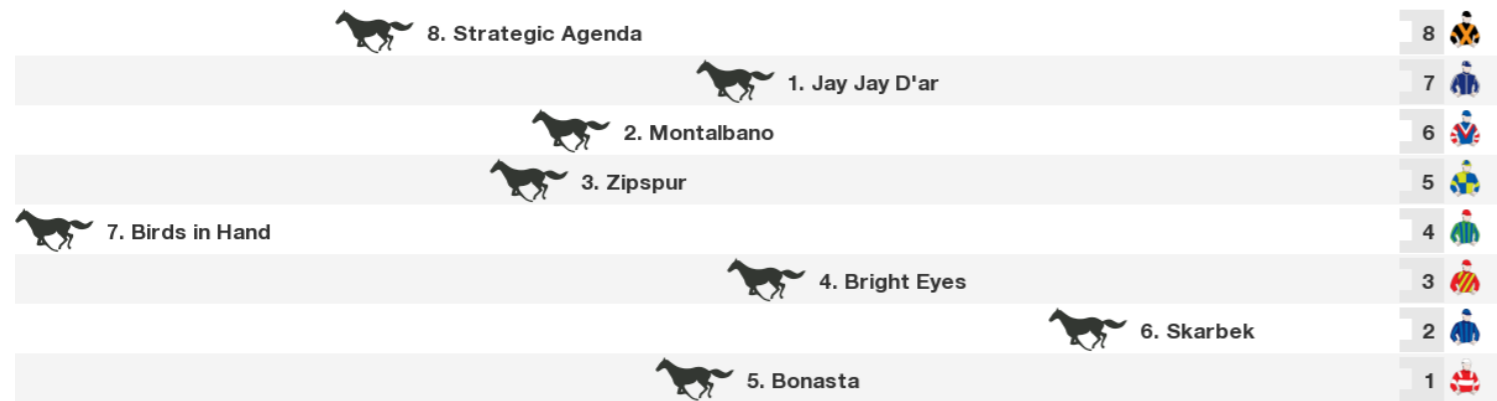 8. Strategic Agenda 8
1. Jay Jay D'ar 7
2. Montalbano 6
3. Zipspur 5
7. Birds in Hand 4
4. Bright Eyes 3
6. Skarbek 2
5. Bonasta 1